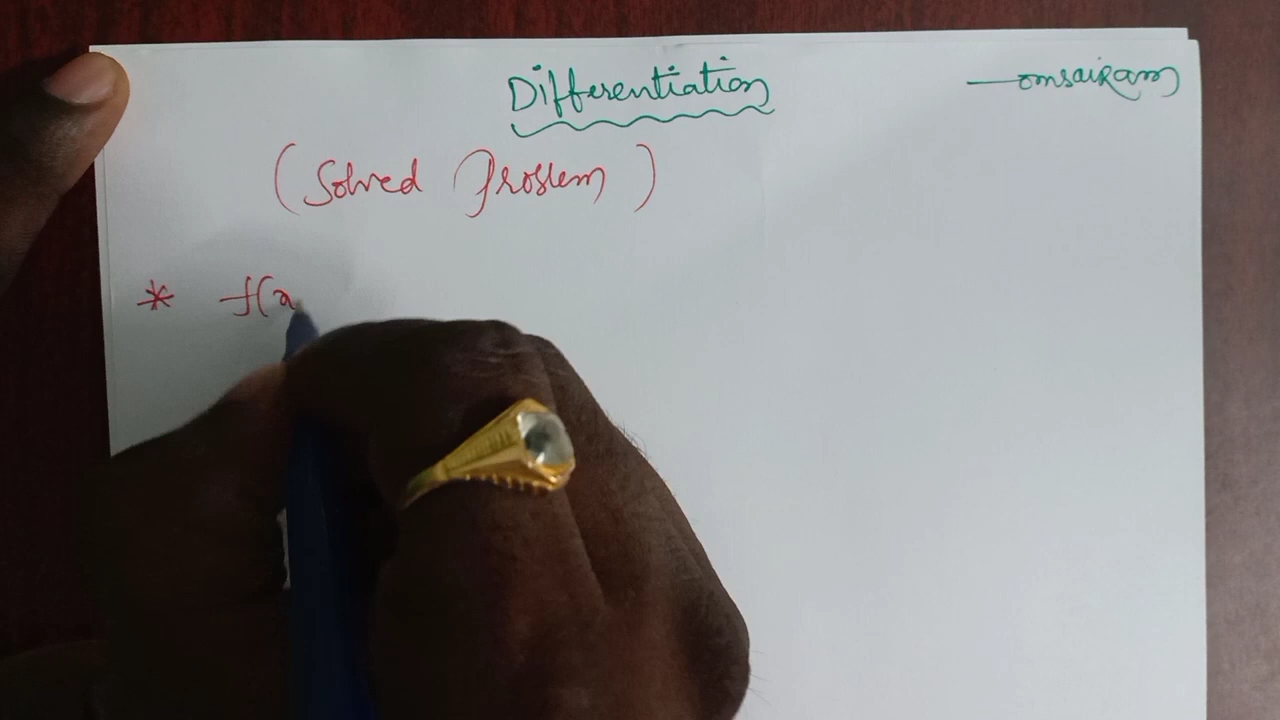 Differentiation
—omsaiRam
(Solved Problem)
* f(x